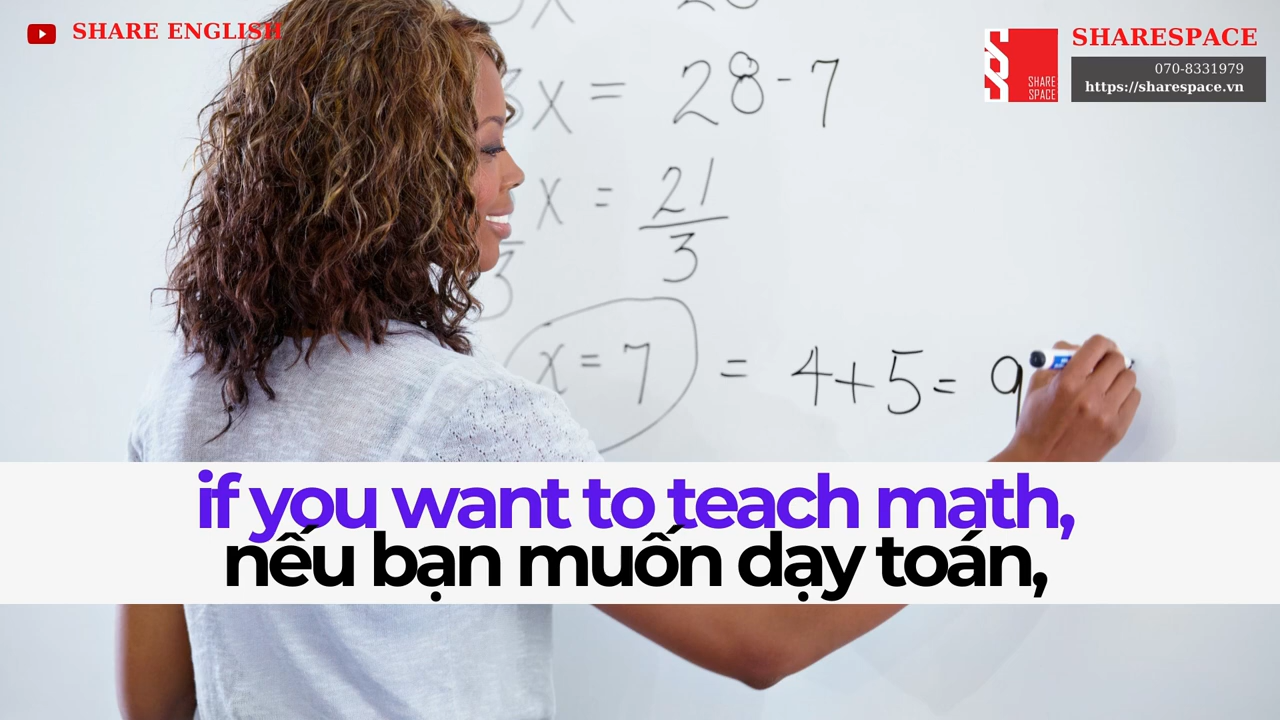 SHARE ENGLISH
SHARE
SPACE
SHARESPACE
070-8331979
https://sharespace.vn
3x = 28-7
x = 21
3
3
x = 7 = 4+5= 9
if you want to teach math,
nếu bạn muốn dạy toán,